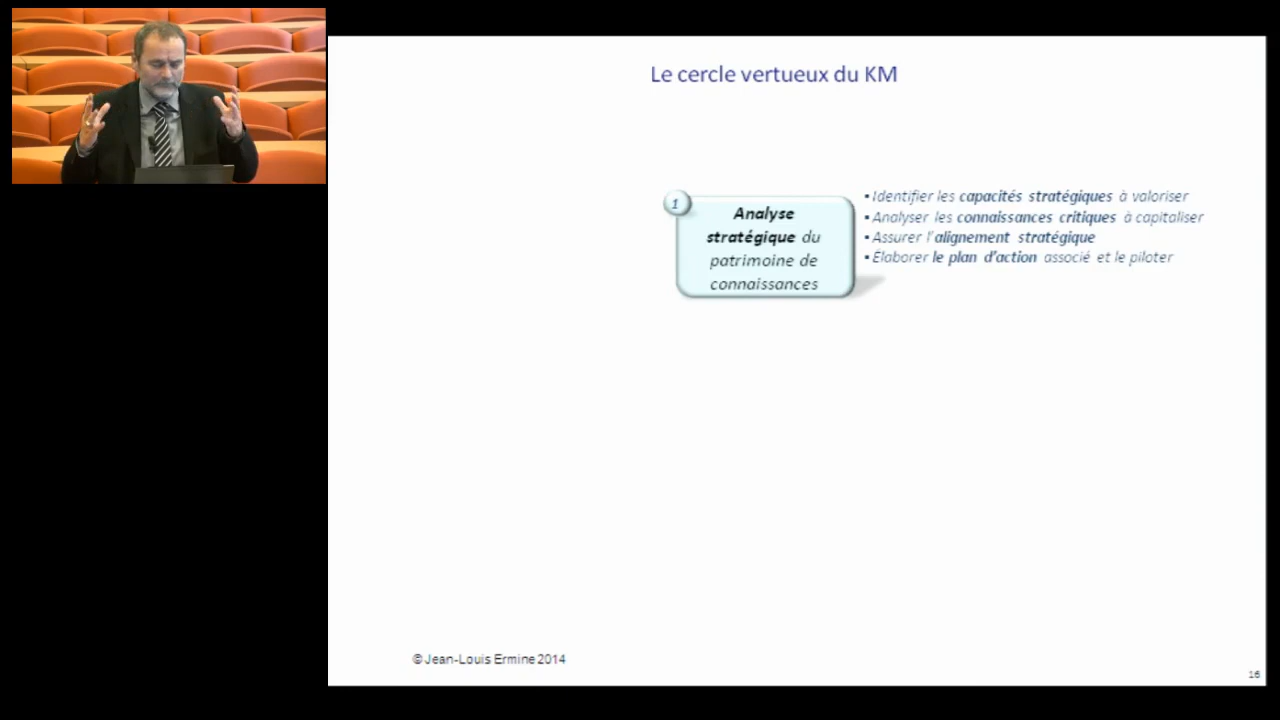 Le cercle vertueux du KM
1
Analyse
stratégique du
patrimoine de
connaissances
▪Identifier les capacités stratégiques à valoriser
▪Analyser les connaissances critiques à capitaliser
▪Assurer l'alignement stratégique
▪Élaborer le plan d'action associé et le piloter
© Jean-Louis Ermine 2014
16